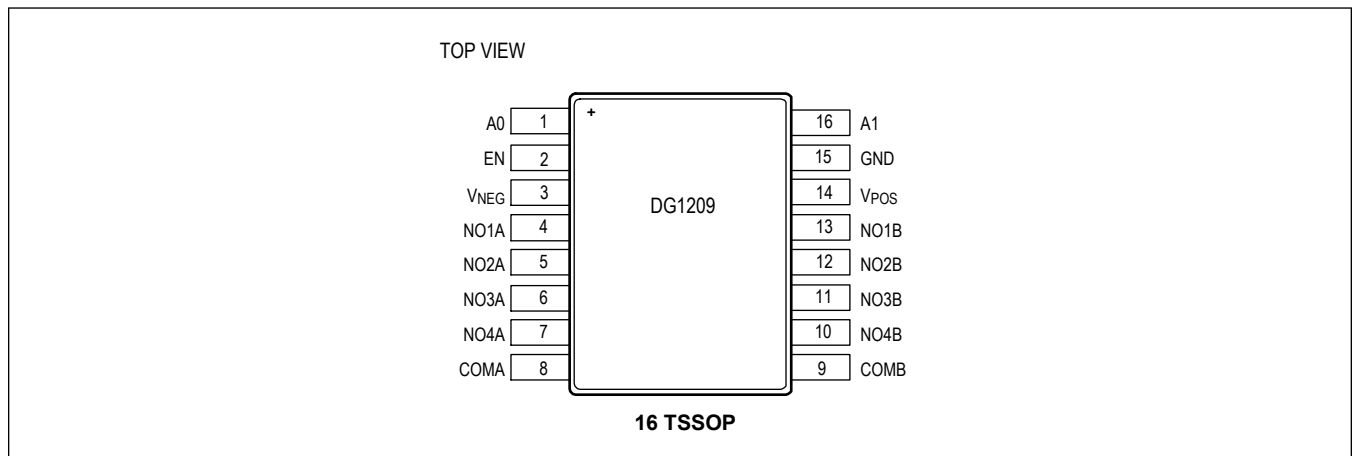 TOP VIEW
A0 1 + 16 A1
EN 2 15 GND
VNEG 3 14 VPOS
DG1209
NO1A 4 13 NO1B
NO2A 5 12 NO2B
NO3A 6 11 NO3B
NO4A 7 10 NO4B
COMA 8 9 COMB
16 TSSOP